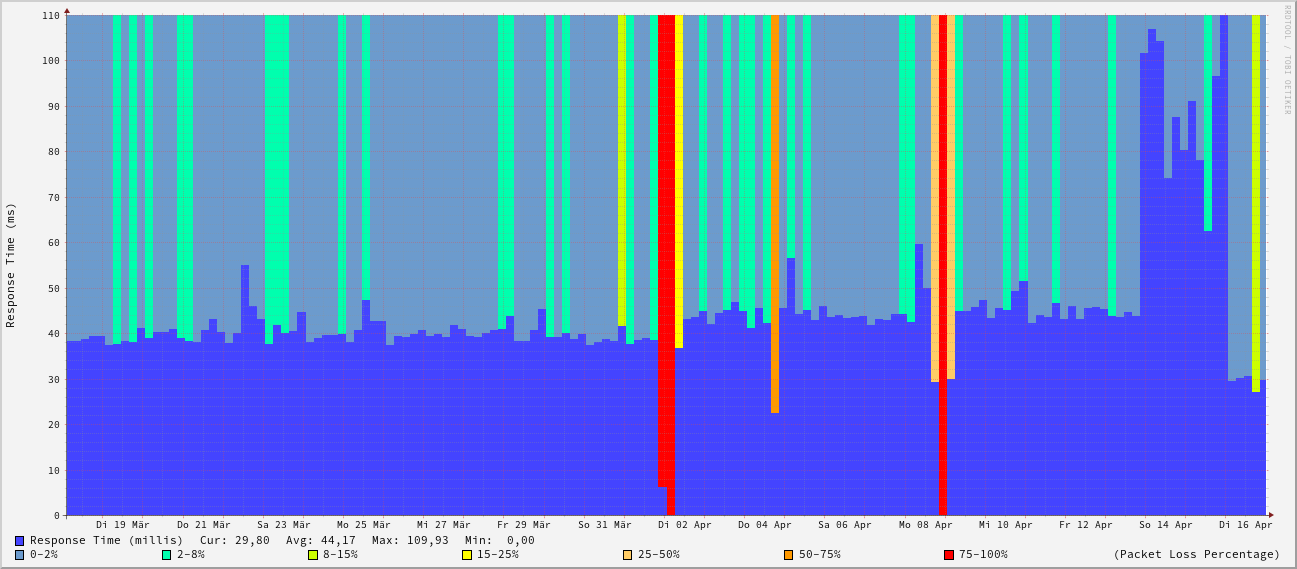 RRDTOOL / TOBI OETIKER
Response Time (ms)
110
100
90
80
70
60
50
40
30
20
10
0
Di 19 Mär Do 21 Mär Sa 23 Mär Mo 25 Mär Mi 27 Mär Fr 29 Mär So 31 Mär Di 02 Apr Do 04 Apr Sa 06 Apr Mo 08 Apr Mi 10 Apr Fr 12 Apr So 14 Apr Di 16 Apr
Response Time (millis) Cur: 29,80 Avg: 44,17 Max: 109,93 Min: 0,00
0-2% 2-8% 8-15% 15-25% 25-50% 50-75% 75-100% (Packet Loss Percentage)